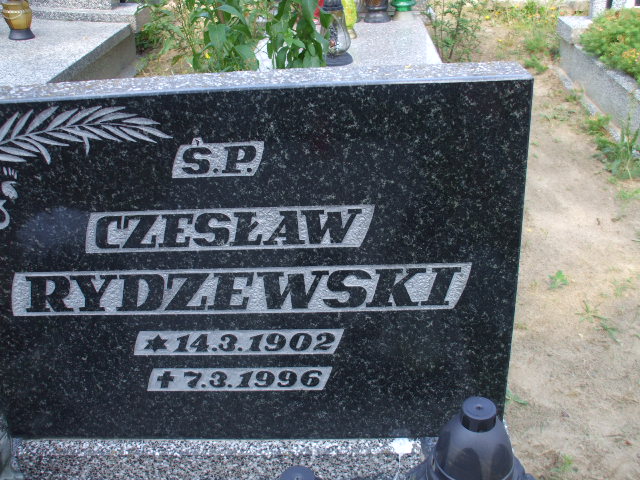 Ś.P.
CZESŁAW
RYDZEWSKI
★14.3.1902
✝7.3.1996